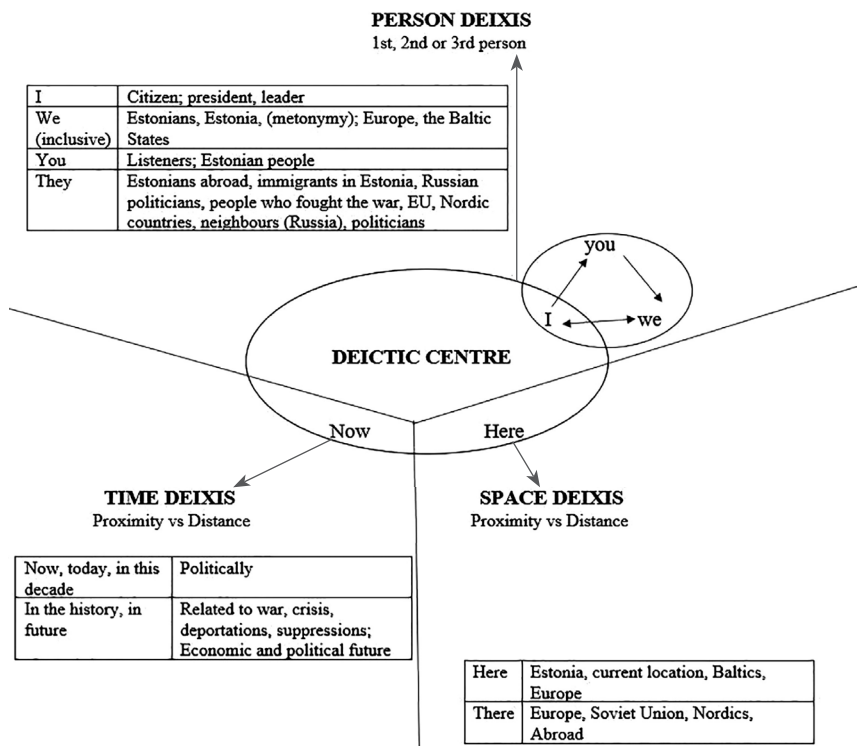 PERSON DEIXIS
1st, 2nd or 3rd person
I Citizen; president, leader
We Estonians, Estonia, (metonymy); Europe, the Baltic
(inclusive) States
You Listeners; Estonian people
They Estonians abroad, immigrants in Estonia, Russian
politicians, people who fought the war, EU, Nordic
countries, neighbours (Russia), politicians
you
I we
DEICTIC CENTRE
Now Here
TIME DEIXIS
Proximity vs Distance
SPACE DEIXIS
Proximity vs Distance
Now, today, in this Politically
decade
In the history, in Related to war, crisis,
future deportations, suppressions;
Economic and political future
Here Estonia, current location, Baltics,
Europe
There Europe, Soviet Union, Nordics,
Abroad